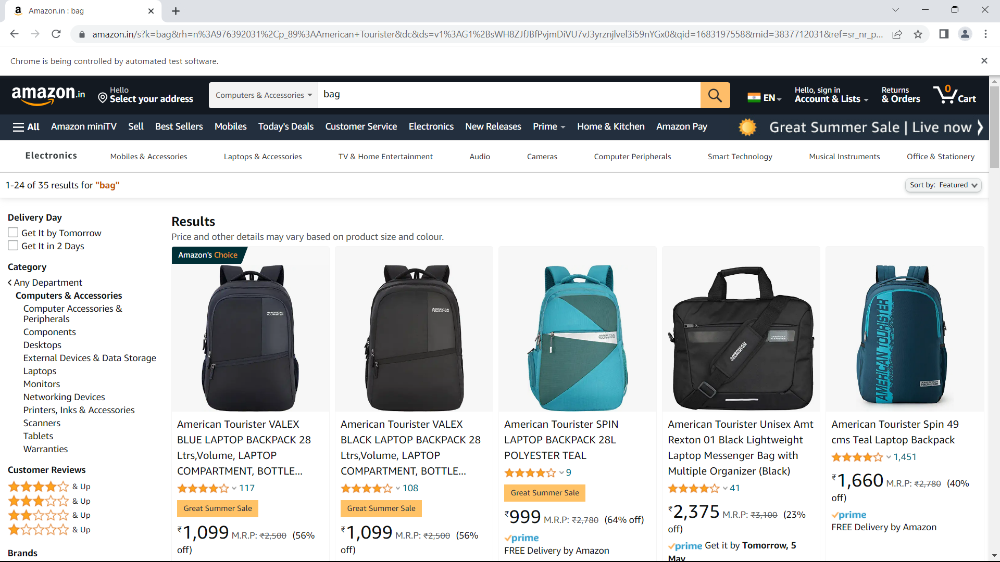 Amazon.in : bag
amazon.in/s?k=bag&rh=n%3A976392031%2Cp_89%3AAmerican+Tourister&dc&ds=v1%3AG1%2BsWH8ZJfJBfPvjmDiVU7vJ3yrznjlvel3i59nYGx0&qid=1683197558&rnid=3837712031&ref=sr_nr_p...
Chrome is being controlled by automated test software.
amazon.in
Hello
Select your address
Computers & Accessories
bag
EN
Hello, sign in
Account & Lists
Returns
& Orders
0
Cart
All
Amazon miniTV
Sell
Best Sellers
Mobiles
Today's Deals
Customer Service
Electronics
New Releases
Prime
Home & Kitchen
Amazon Pay
Great Summer Sale | Live now
Electronics
Mobiles & Accessories
Laptops & Accessories
TV & Home Entertainment
Audio
Cameras
Computer Peripherals
Smart Technology
Musical Instruments
Office & Stationery
1-24 of 35 results for "bag"
Sort by: Featured
Delivery Day
Get It by Tomorrow
Get It in 2 Days
Category
Any Department
Computers & Accessories
Computer Accessories &
Peripherals
Components
Desktops
External Devices & Data Storage
Laptops
Monitors
Networking Devices
Printers, Inks & Accessories
Scanners
Tablets
Warranties
Customer Reviews
& Up
& Up
& Up
& Up
Brands
Results
Price and other details may vary based on product size and colour.
Amazon's Choice
AMERICAN
TOURISTER
American Tourister VALEX
BLUE LAPTOP BACKPACK 28
Ltrs,Volume, LAPTOP
COMPARTMENT, BOTTLE...
117
Great Summer Sale
₹1,099 M.R.P: ₹2,500 (56%
off)
AMERICAN
TOURISTER
American Tourister VALEX
BLACK LAPTOP BACKPACK 28
Ltrs,Volume, LAPTOP
COMPARTMENT, BOTTLE...
108
Great Summer Sale
₹1,099 M.R.P: ₹2,500 (56%
off)
AMERICAN
TOURISTER
American Tourister SPIN
LAPTOP BACKPACK 28L
POLYESTER TEAL
9
Great Summer Sale
₹999 M.R.P: ₹2,780 (64% off)
prime
FREE Delivery by Amazon
AMERICAN
TOURISTER
AMERICAN
TOURISTER
American Tourister Unisex Amt
Rexton 01 Black Lightweight
Laptop Messenger Bag with
Multiple Organizer (Black)
41
₹2,375 M.R.P: ₹3,100 (23%
off)
prime Get it by Tomorrow, 5
May
AMERICAN TOURISTER
AMERICAN
TOURISTER
American Tourister Spin 49
cms Teal Laptop Backpack
1,451
₹1,660 M.R.P: ₹2,780 (40%
off)
prime
FREE Delivery by Amazon